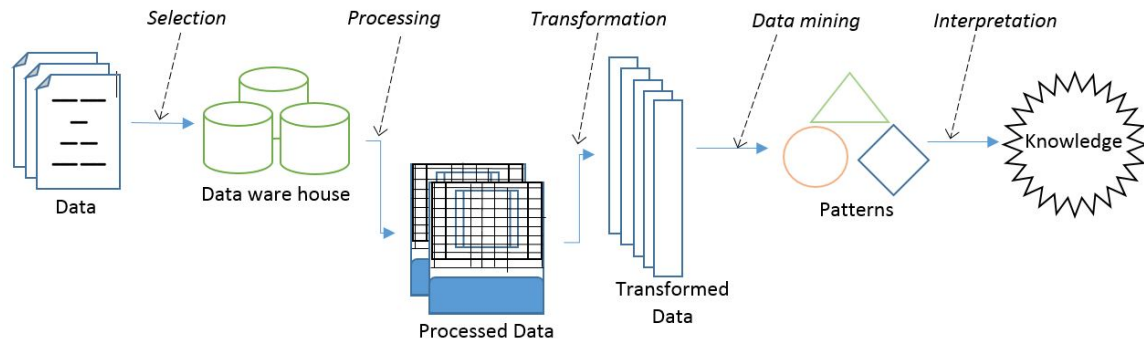 Selection
Processing
Transformation
Data mining
Interpretation
Data
Data ware house
Processed Data
Transformed
Data
Patterns
Knowledge